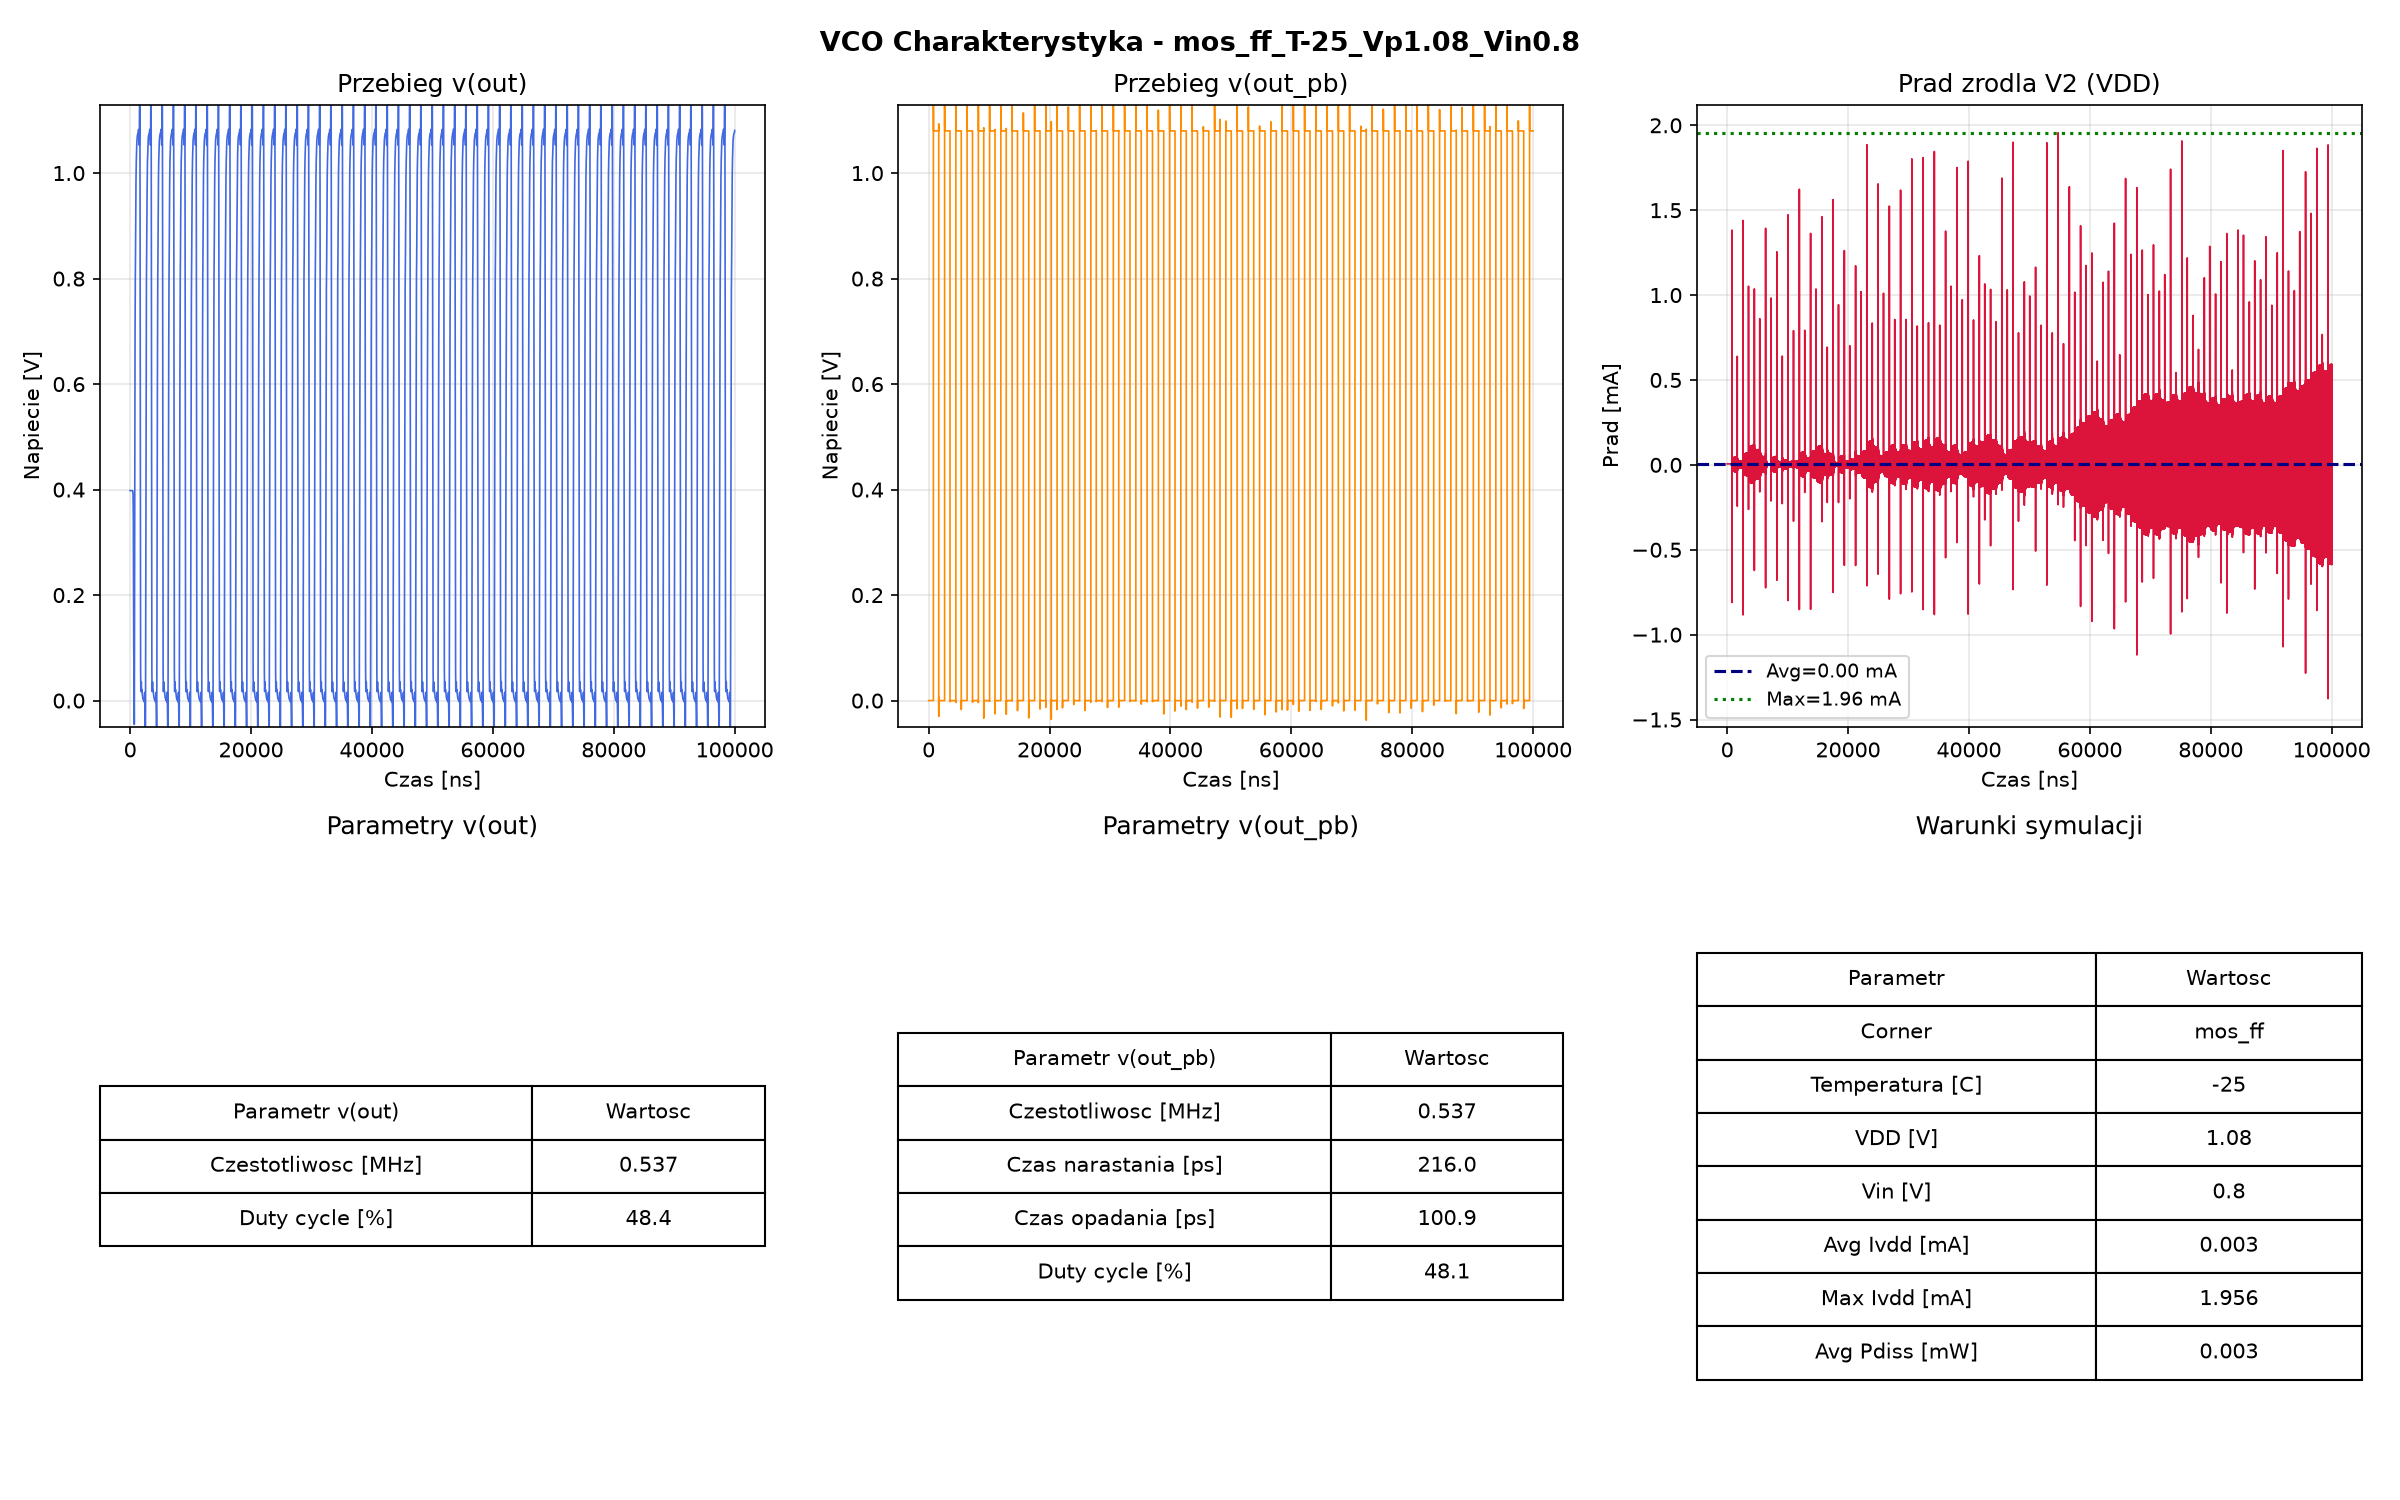 VCO Charakterystyka - mos_ff_T-25_Vp1.08_Vin0.8
Przebieg v(out)
Napiecie [V]
1.0
0.8
0.6
0.4
0.2
0.0
0 20000 40000 60000 80000 100000
Czas [ns]
Przebieg v(out_pb)
Napiecie [V]
1.0
0.8
0.6
0.4
0.2
0.0
0 20000 40000 60000 80000 100000
Czas [ns]
Prad zrodla V2 (VDD)
Prad [mA]
2.0
1.5
1.0
0.5
0.0
−0.5
−1.0
−1.5
Avg=0.00 mA
Max=1.96 mA
0 20000 40000 60000 80000 100000
Czas [ns]
Parametry v(out)
Parametr v(out) Wartosc
Czestotliwosc [MHz] 0.537
Duty cycle [%] 48.4
Parametry v(out_pb)
Parametr v(out_pb) Wartosc
Czestotliwosc [MHz] 0.537
Czas narastania [ps] 216.0
Czas opadania [ps] 100.9
Duty cycle [%] 48.1
Warunki symulacji
Parametr Wartosc
Corner mos_ff
Temperatura [C] -25
VDD [V] 1.08
Vin [V] 0.8
Avg Ivdd [mA] 0.003
Max Ivdd [mA] 1.956
Avg Pdiss [mW] 0.003